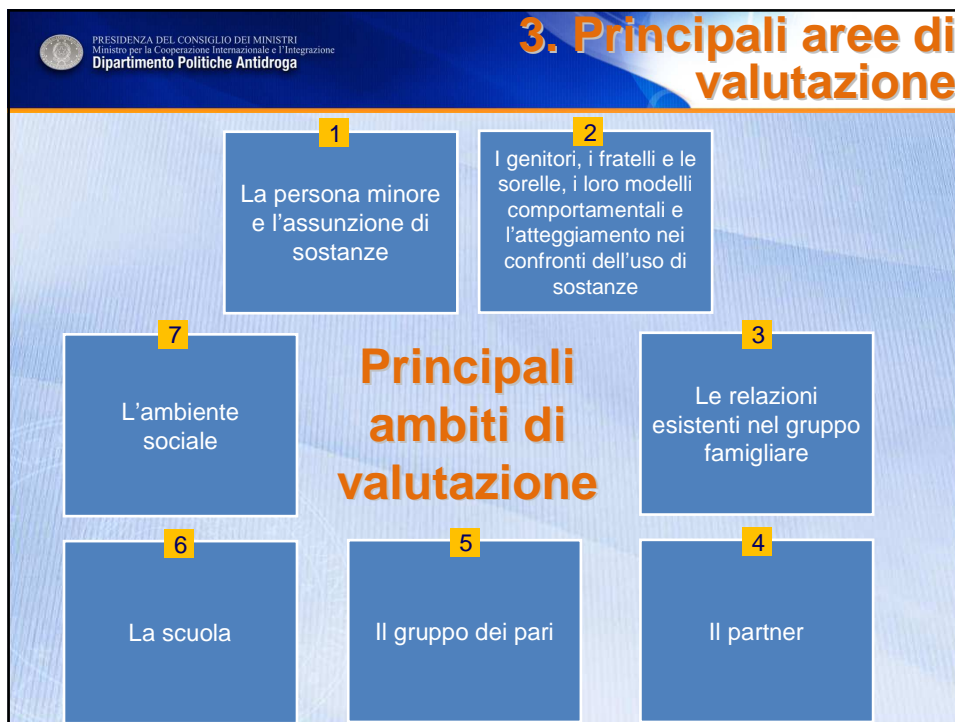 PRESIDENZA DEL CONSIGLIO DEI MINISTRI
Ministro per la Cooperazione Internazionale e l'Integrazione
Dipartimento Politiche Antidroga
3. Principali aree di
valutazione
1
La persona minore
e l’assunzione di
sostanze
2
I genitori, i fratelli e le
sorelle, i loro modelli
comportamentali e
l’atteggiamento nei
confronti dell’uso di
sostanze
7
L’ambiente
sociale
Principali
ambiti di
valutazione
3
Le relazioni
esistenti nel gruppo
famigliare
6
La scuola
5
Il gruppo dei pari
4
Il partner